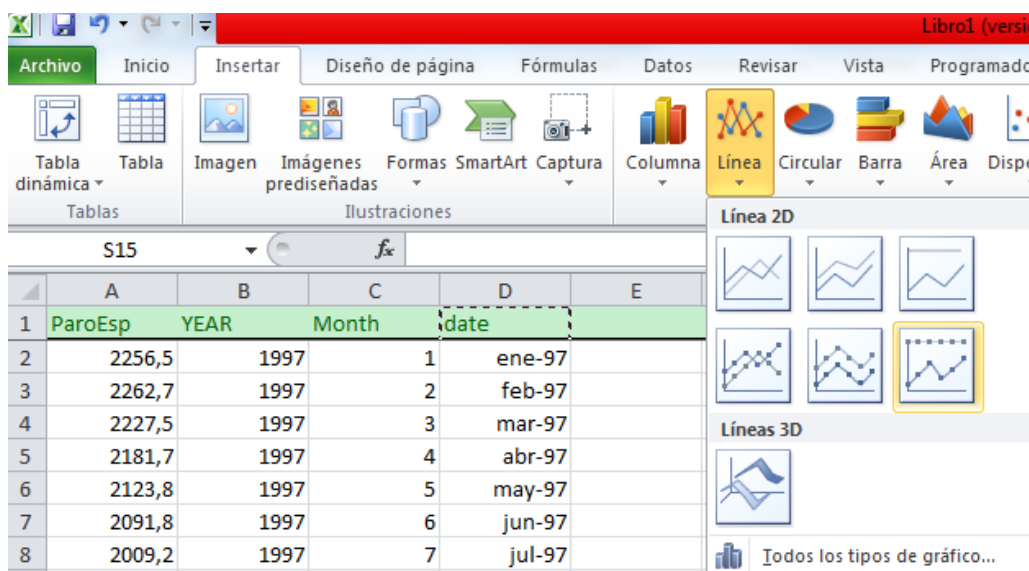 Libro1 (versi
Archivo Inicio Insertar Diseño de página Fórmulas Datos Revisar Vista Programado
Tabla dinámica Tabla Imagen Imágenes prediseñadas Formas SmartArt Captura Columna Línea Circular Barra Área Dispe
Tablas Ilustraciones
Línea 2D
S15 fx
A B C D E
1 ParoEsp YEAR Month date
2 2256,5 1997 1 ene-97
3 2262,7 1997 2 feb-97
4 2227,5 1997 3 mar-97
Líneas 3D
5 2181,7 1997 4 abr-97
6 2123,8 1997 5 may-97
7 2091,8 1997 6 jun-97
8 2009,2 1997 7 jul-97
Todos los tipos de gráfico...